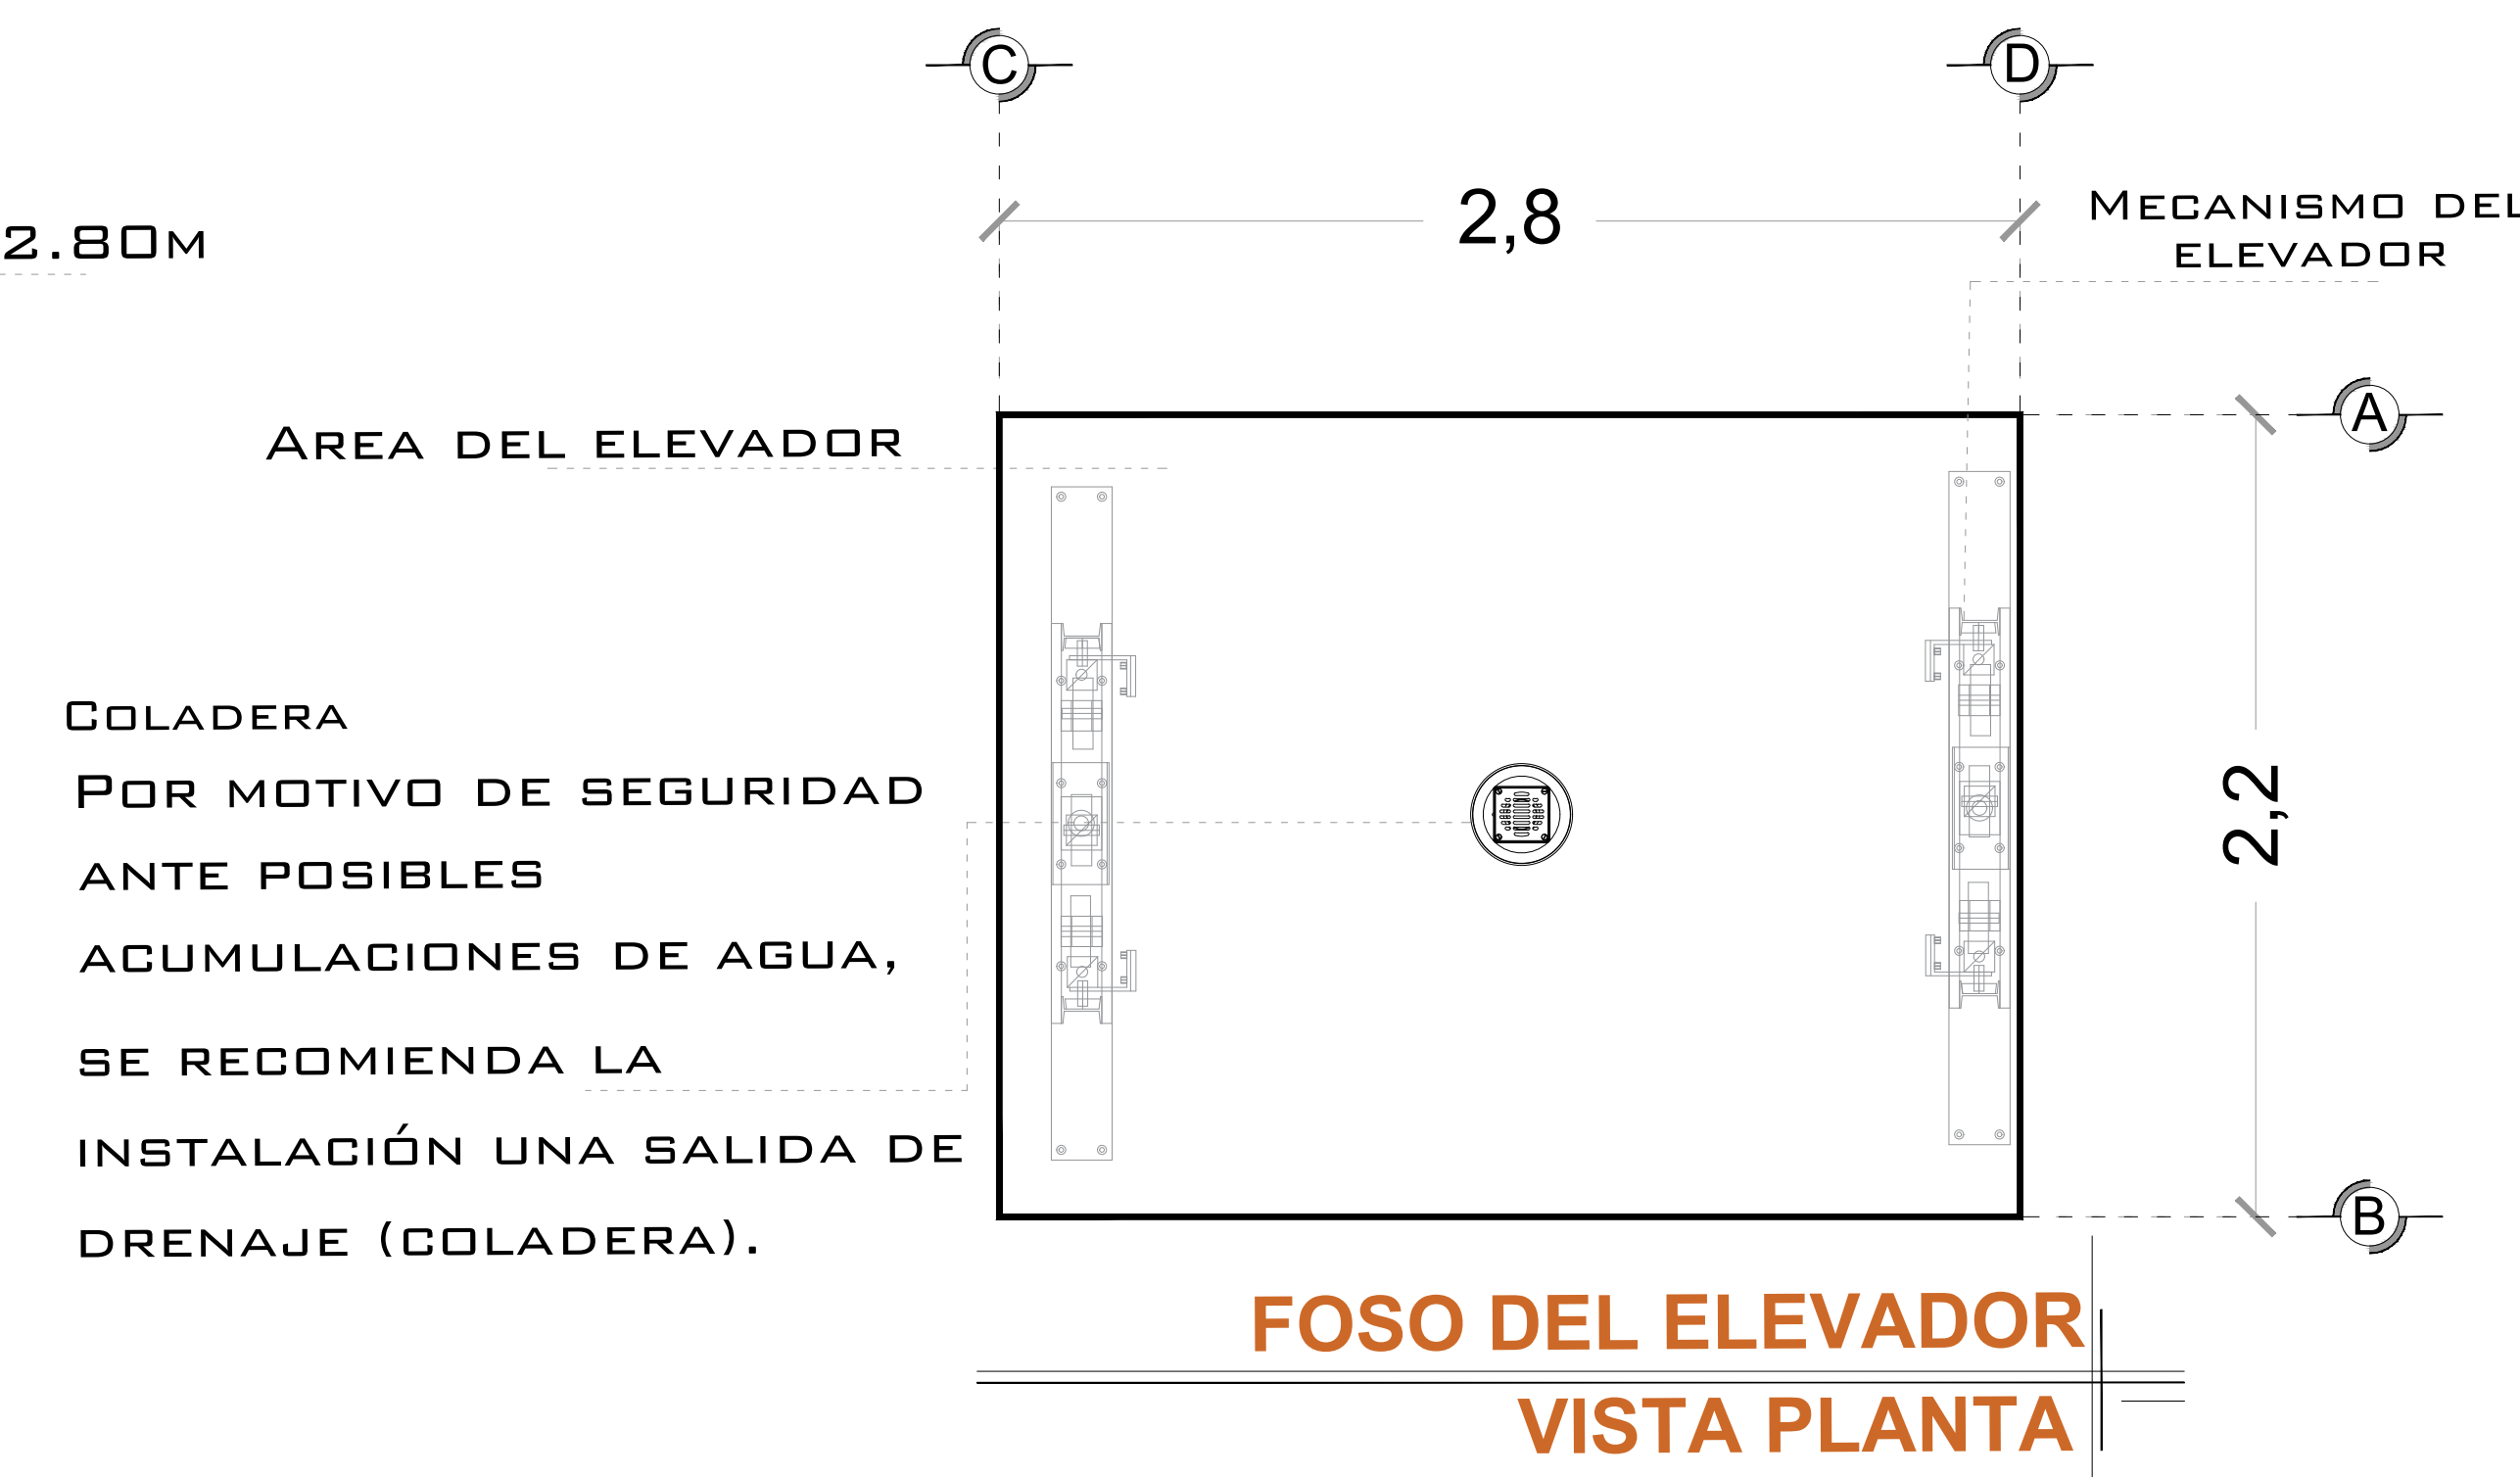 C
D
2,8
MECANISMO DEL
ELEVADOR
2.80M
AREA DEL ELEVADOR
A
COLADERA
POR MOTIVO DE SEGURIDAD
ANTE POSIBLES
ACUMULACIONES DE AGUA,
SE RECOMIENDA LA
INSTALACIÓN UNA SALIDA DE
DRENAJE (COLADERA).
2,2
B
FOSO DEL ELEVADOR
VISTA PLANTA